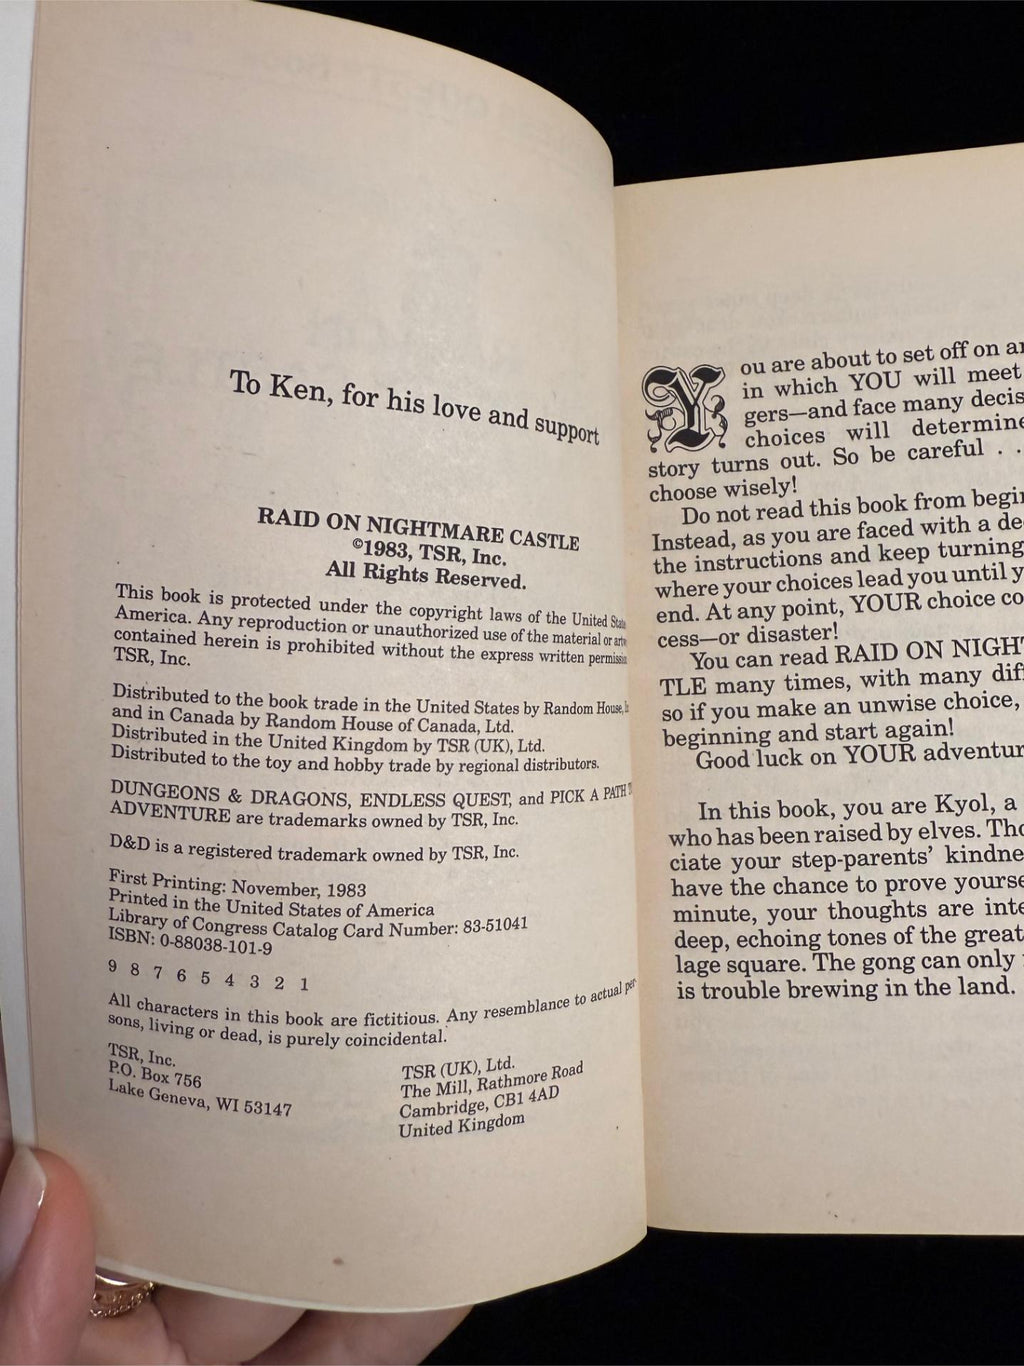 To Ken, for his love and support
RAID ON NIGHTMARE CASTLE
©1983, TSR, Inc.
All Rights Reserved.
This book is protected under the copyright laws of the United
America. Any reproduction or unauthorized use of the material or
contained herein is prohibited without the express written
TSR, Inc.
Distributed to the book trade in the United States by Random House,
and in Canada by Random House of Canada, Ltd.
Distributed in the United Kingdom by TSR (UK), Ltd.
Distributed to the toy and hobby trade by regional distributors.
DUNGEONS & DRAGONS, ENDLESS QUEST, and PICK A PATH
ADVENTURE are trademarks owned by TSR, Inc.
D&D is a registered trademark owned by TSR, Inc.
First Printing: November, 1983
Printed in the United States of America
Library of Congress Catalog Card Number: 83-51041
ISBN: 0-88038-101-9
9 8 7 6 5 4 3 2 1
All characters in this book are fictitious. Any resemblance to actual per-
sons, living or dead, is purely coincidental.
TSR, Inc.
P.O. Box 756
Lake Geneva, WI 53147
TSR (UK), Ltd.
The Mill, Rathmore Road
Cambridge, CB1 4AD
United Kingdom
You are about to set off on
in which YOU will meet
gers—and face many
choices will
story turns out. So be careful . .
choose wisely!
Do not read this book from
Instead, as you are faced with a
the instructions and keep turning
where your choices lead you until
end. At any point, YOUR choice
cess—or disaster!
You can read RAID ON
TLE many times, with many
so if you make an unwise choice,
beginning and start again!
Good luck on YOUR
In this book, you are Kyol, a
who has been raised by elves.
ciate your step-parents'
have the chance to prove
minute, your thoughts are
deep, echoing tones of the great
lage square. The gong can only
is trouble brewing in the land.